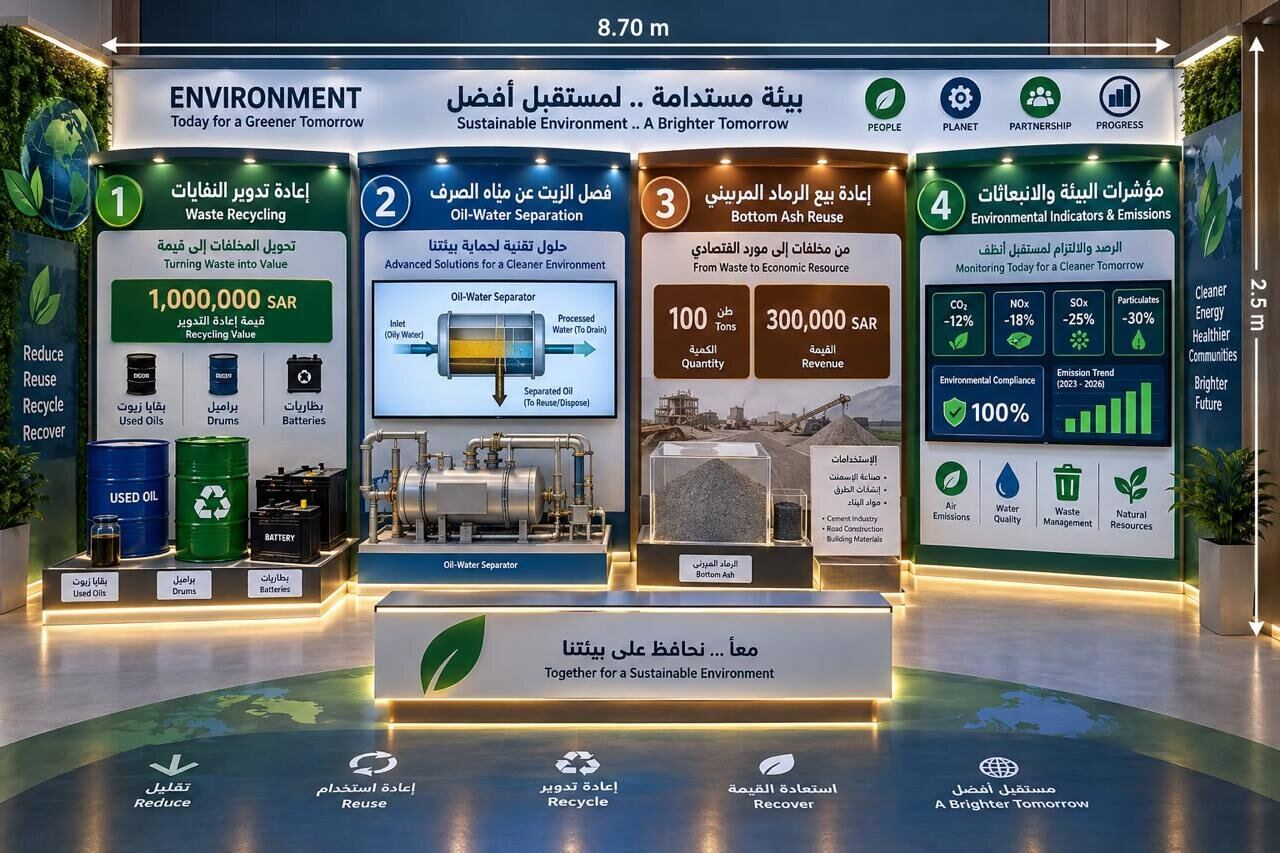 8.70 m
2.5 m
ENVIRONMENT
Today for a Greener Tomorrow
بيئة مستدامة .. لمستقبل أفضل
Sustainable Environment .. A Brighter Tomorrow
PEOPLE
PLANET
PARTNERSHIP
PROGRESS
Reduce
Reuse
Recycle
Recover
1
إعادة تدوير النفايات
Waste Recycling
تحويل المخلفات إلى قيمة
Turning Waste into Value
1,000,000 SAR
قيمة إعادة التدوير
Recycling Value
بقايا زيوت
Used Oils
براميل
Drums
بطاريات
Batteries
USED OIL
BATTERY
بقايا زيوت
Used Oils
براميل
Drums
بطاريات
Batteries
2
فصل الزيت عن مياه الصرف
Oil-Water Separation
حلول تقنية لحماية بيئتنا
Advanced Solutions for a Cleaner Environment
Oil-Water Separator
Inlet
(Oily Water)
Processed
Water (To Drain)
Separated Oil
(To Reuse/Dispose)
Oil-Water Separator
3
إعادة بيع الرماد المربيني
Bottom Ash Reuse
من مخلفات إلى مورد اقتصادي
From Waste to Economic Resource
100 طن
Tons
الكمية
Quantity
300,000 SAR
القيمة
Revenue
الإستخدامات
• صناعة الإسمنت
• إنشاءات الطرق
• مواد البناء
• Cement Industry
• Road Construction
• Building Materials
Bottom Ash
4
مؤشرات البيئة والانبعاثات
Environmental Indicators & Emissions
الرصد والالتزام لمستقبل أنظف
Monitoring Today for a Cleaner Tomorrow
CO₂
-12%
NOx
-18%
SOx
-25%
Particulates
-30%
Environmental Compliance
100%
Emission Trend
(2023 - 2026)
Air
Emissions
Water
Quality
Waste
Management
Natural
Resources
Cleaner
Energy
Healthier
Communities
Brighter
Future
معاً ... نحافظ على بيئتنا
Together for a Sustainable Environment
تقليل
Reduce
إعادة استخدام
Reuse
إعادة تدوير
Recycle
استعادة القيمة
Recover
مستقبل أفضل
A Brighter Tomorrow